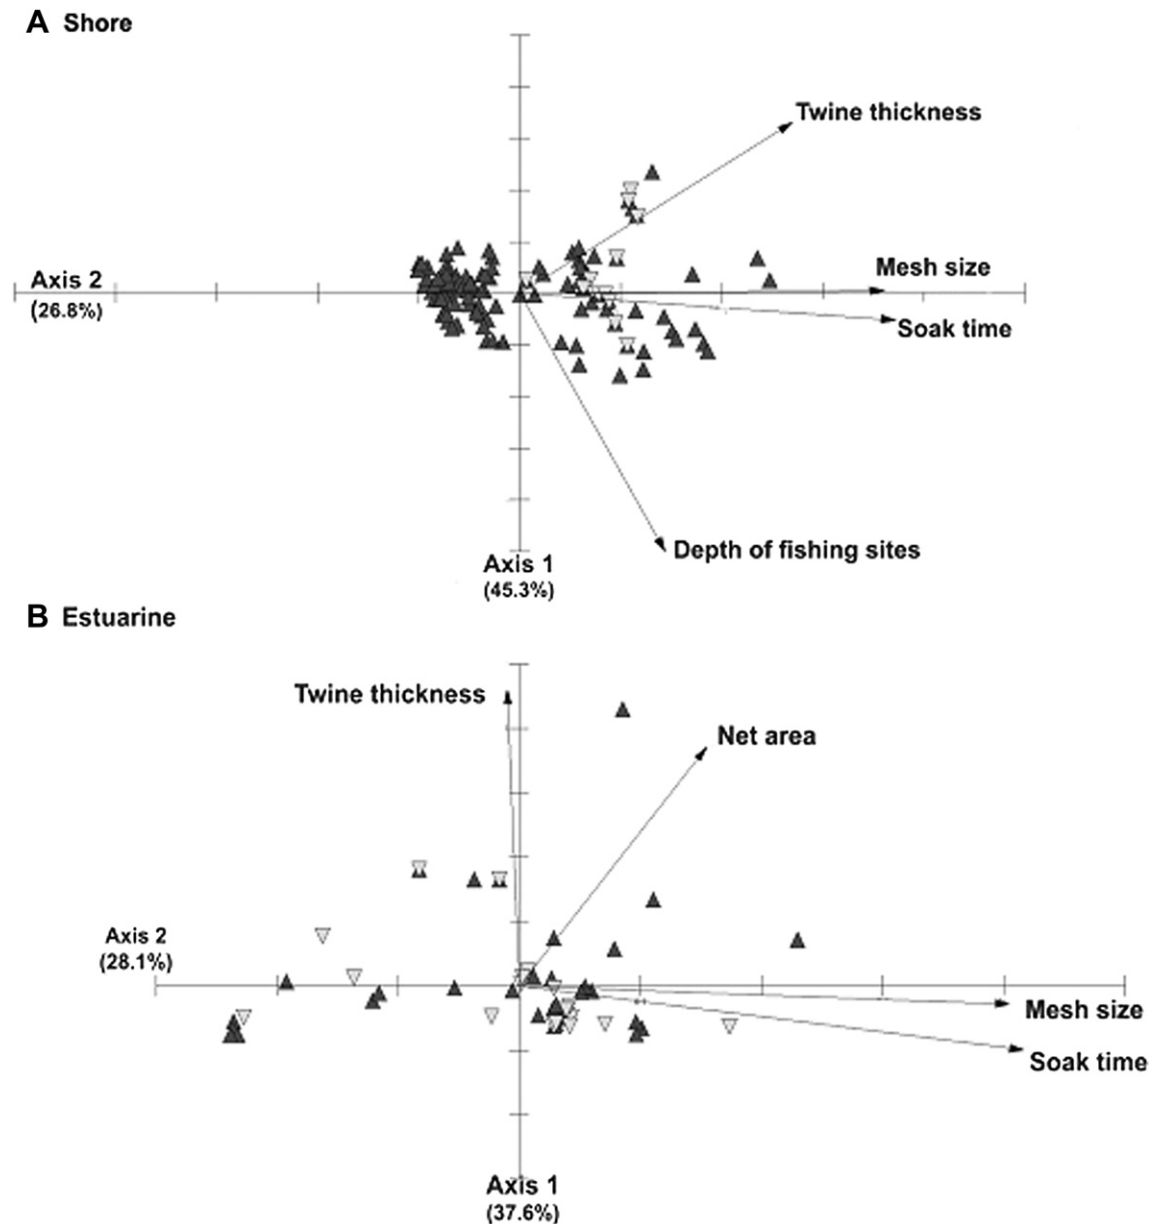 A Shore
Twine thickness
Mesh size
Axis 2
(26.8%)
Soak time
Depth of fishing sites
Axis 1
(45.3%)
B Estuarine
Twine thickness
Net area
Axis 2
(28.1%)
Mesh size
Soak time
Axis 1
(37.6%)